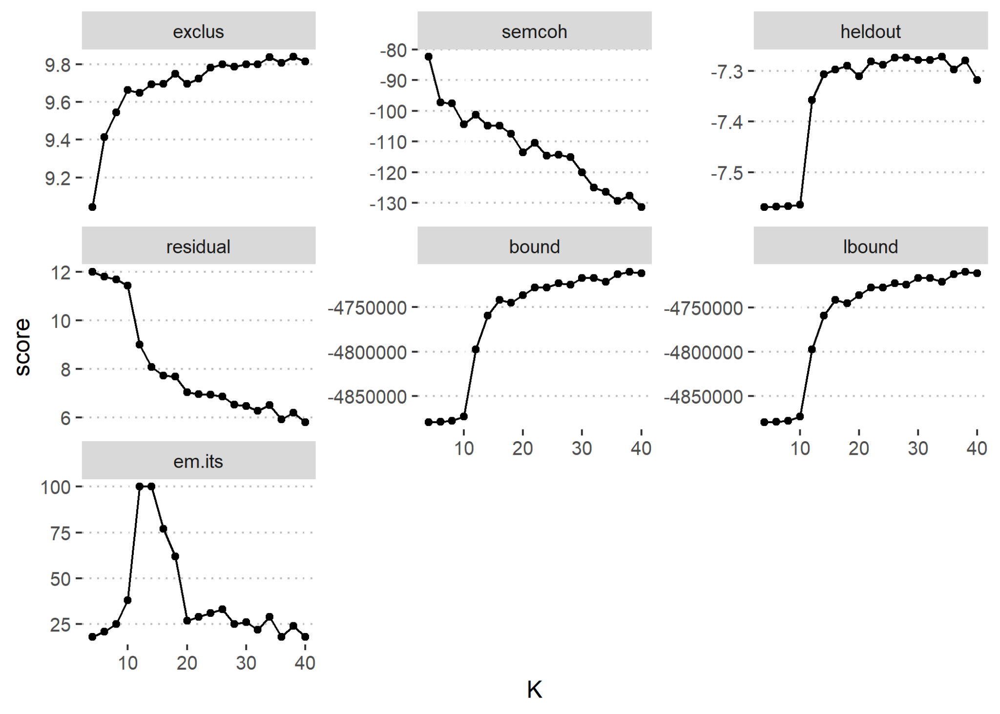 exclus
semcoh
heldout
9.8
9.6
9.4
9.2
-80
-90
-100
-110
-120
-130
-7.3
-7.4
-7.5
residual
bound
lbound
12
10
8
6
-4750000
-4800000
-4850000
10 20 30 40
-4750000
-4800000
-4850000
10 20 30 40
em.its
100
75
50
25
10 20 30 40
score
K